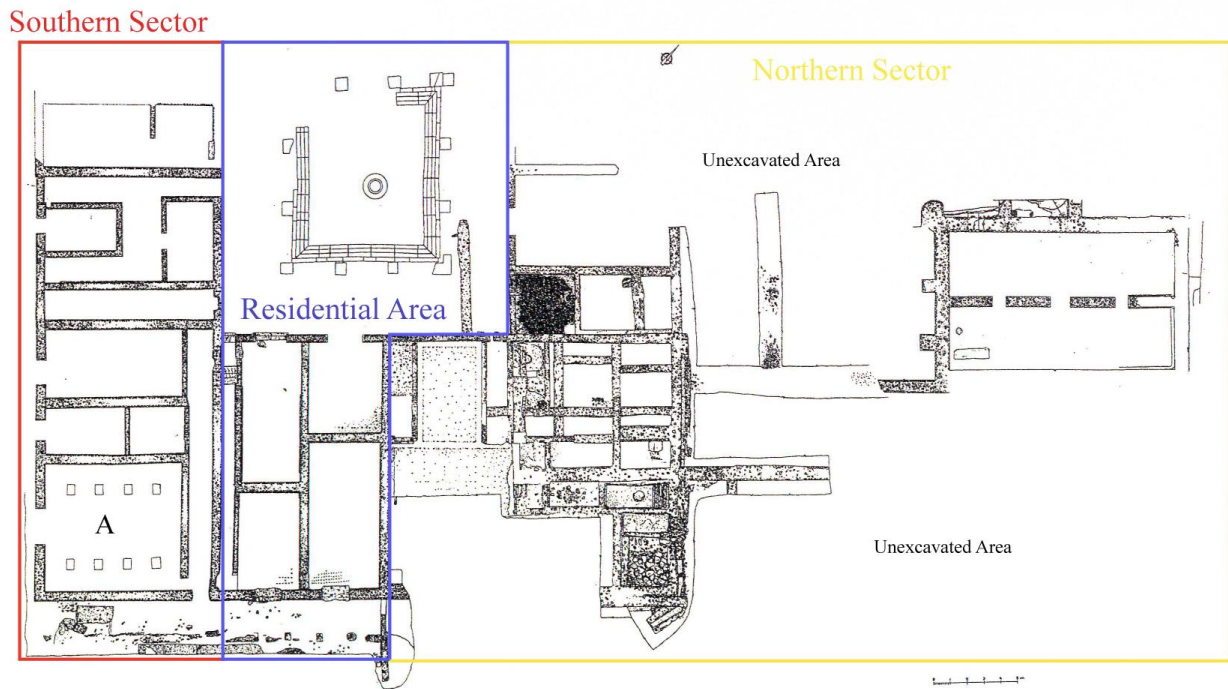 Southern Sector
Northern Sector
Unexcavated Area
Residential Area
A
Unexcavated Area